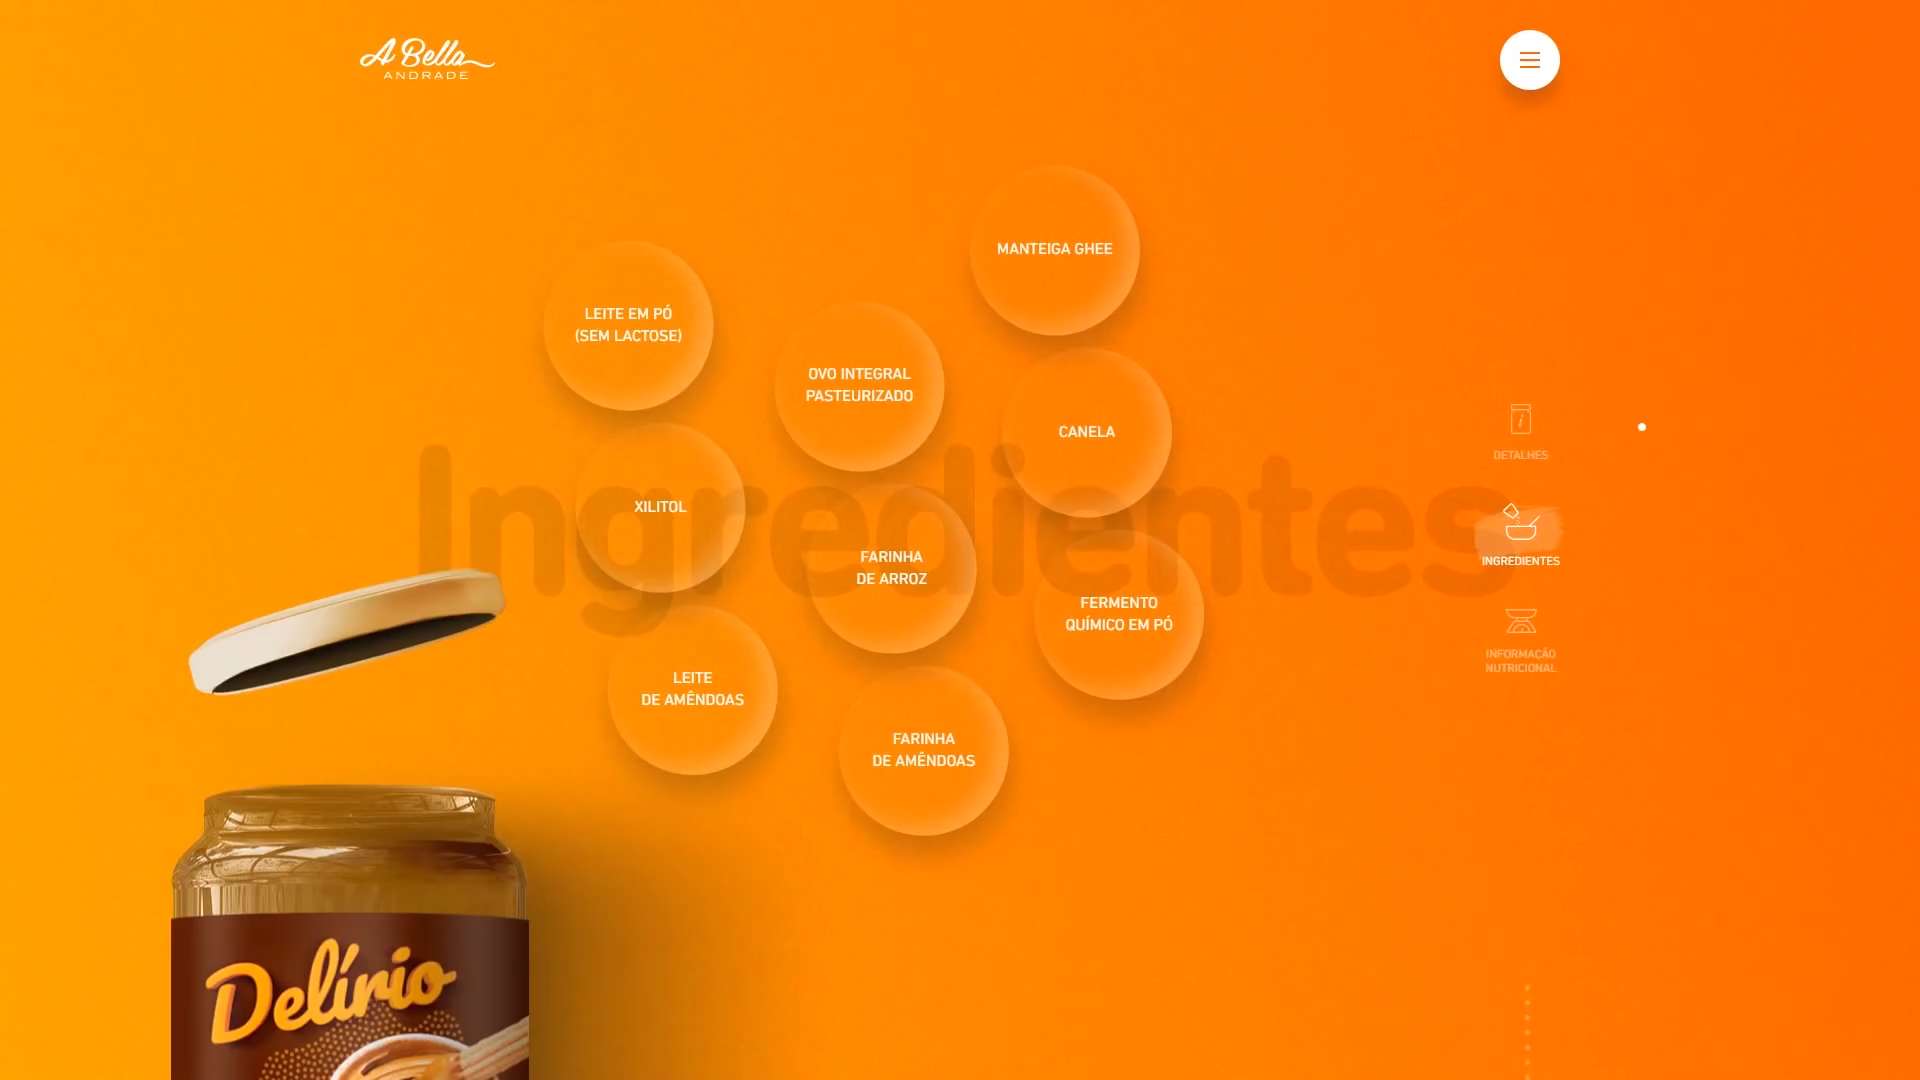 A Bella
ANDRADE
MANTEIGA GHEE
LEITE EM PÓ
(SEM LACTOSE)
OVO INTEGRAL
PASTEURIZADO
CANELA
Ingredientes
XILITOL
FARINHA
DE ARROZ
FERMENTO
QUÍMICO EM PÓ
LEITE
DE AMÊNDOAS
FARINHA
DE AMÊNDOAS
DETALHES
INGREDIENTES
INFORMAÇÃO
NUTRICIONAL
Delírio